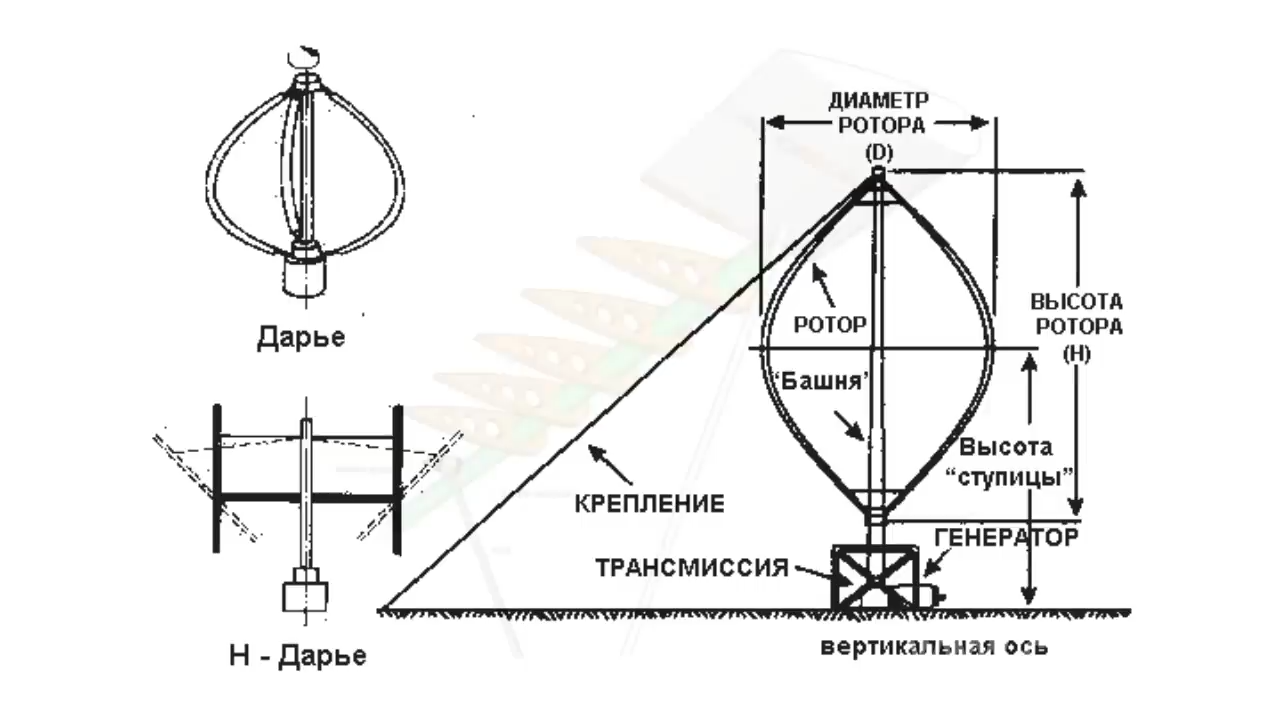 Дарье
Н - Дарье
ДИАМЕТР
РОТОРА
(D)
РОТОР
"Башня"
ВЫСОТА
РОТОРА
(Н)
Высота
“ступицы”
КРЕПЛЕНИЕ
ГЕНЕРАТОР
ТРАНСМИССИЯ
вертикальная ось